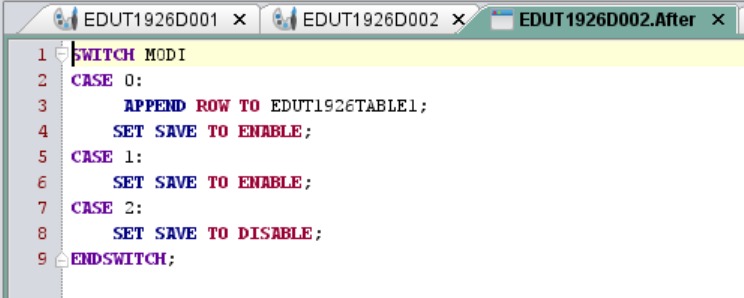 EDUT1926D001 × EDUT1926D002 × EDUT1926D002.After ×
1 SWITCH MODI
2 CASE 0:
3 APPEND ROW TO EDUT1926TABLE1;
4 SET SAVE TO ENABLE;
5 CASE 1:
6 SET SAVE TO ENABLE;
7 CASE 2:
8 SET SAVE TO DISABLE;
9 ENDSWITCH;